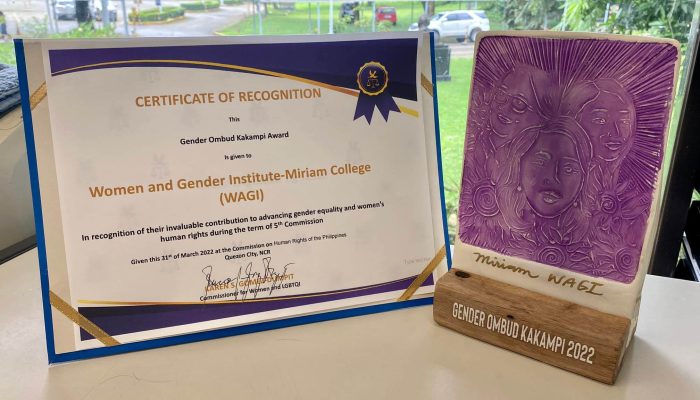 CERTIFICATE OF RECOGNITION
This
Gender Ombud Kakampi Award
Is given to
Women and Gender Institute-Miriam College
(WAGI)
In recognition of their invaluable contribution to advancing gender equality and women's
human rights during the term of 5th Commission
Given this 31st of March 2022 at the Commission on Human Rights of the Philippines
Quezon City, NCR
KAREN S.
Commissioner for Women and LGBTQI
Miriam WAGI
GENDER OMBUD KAKAMPI 2022